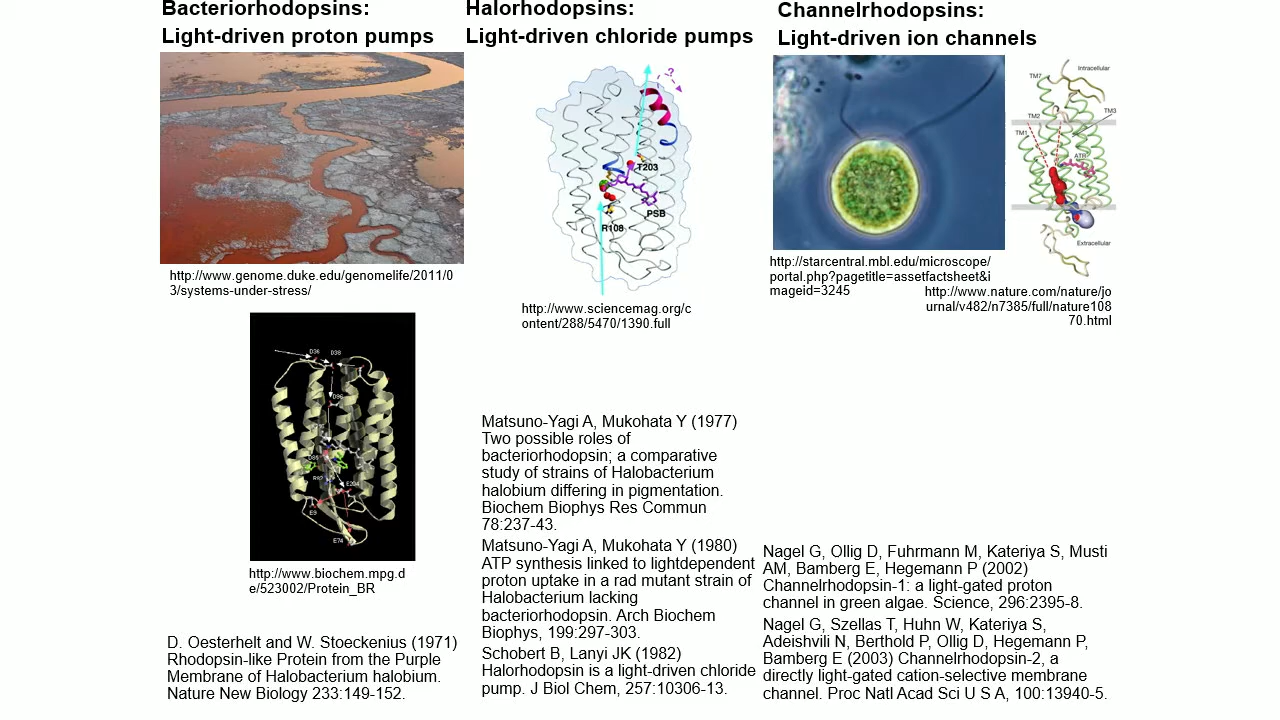 Bacteriorhodopsins:
Light-driven proton pumps
http://www.genome.duke.edu/genomelife/2011/0
3/systems-under-stress/
D36
D38
D96
D85
R82
E204
E9
E74
http://www.biochem.mpg.d
e/523002/Protein_BR
D. Oesterhelt and W. Stoeckenius (1971)
Rhodopsin-like Protein from the Purple
Membrane of Halobacterium halobium.
Nature New Biology 233:149-152.
Halorhodopsins:
Light-driven chloride pumps
?
T203
PSB
R108
http://www.sciencemag.org/c
ontent/288/5470/1390.full
Matsuno-Yagi A, Mukohata Y (1977)
Two possible roles of
bacteriorhodopsin; a comparative
study of strains of Halobacterium
halobium differing in pigmentation.
Biochem Biophys Res Commun
78:237-43.
Matsuno-Yagi A, Mukohata Y (1980)
ATP synthesis linked to lightdependent
proton uptake in a rad mutant strain of
Halobacterium lacking
bacteriorhodopsin. Arch Biochem
Biophys, 199:297-303.
Schobert B, Lanyi JK (1982)
Halorhodopsin is a light-driven chloride
pump. J Biol Chem, 257:10306-13.
Channelrhodopsins:
Light-driven ion channels
Intracellular
TM7
TM3
TM2
TM1
ATR
Extracellular
http://starcentral.mbl.edu/microscope/
portal.php?pagetitle=assetfactsheet&i
mageid=3245
http://www.nature.com/nature/jo
urnal/v482/n7385/full/nature108
70.html
Nagel G, Ollig D, Fuhrmann M, Kateriya S, Musti
AM, Bamberg E, Hegemann P (2002)
Channelrhodopsin-1: a light-gated proton
channel in green algae. Science, 296:2395-8.
Nagel G, Szellas T, Huhn W, Kateriya S,
Adeishvili N, Berthold P, Ollig D, Hegemann P,
Bamberg E (2003) Channelrhodopsin-2, a
directly light-gated cation-selective membrane
channel. Proc Natl Acad Sci U S A, 100:13940-5.